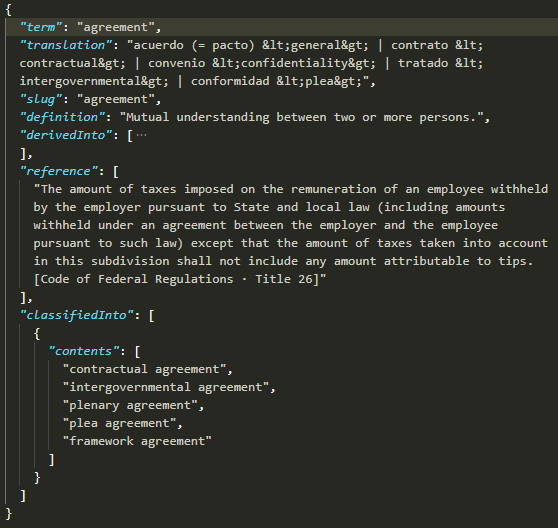 {
"term": "agreement",
"translation": "acuerdo (= pacto) &lt;general&gt; | contrato &lt;
contractual&gt; | convenio &lt;confidentiality&gt; | tratado &lt;
intergovernmental&gt; | conformidad &lt;plea&gt;",
"slug": "agreement",
"definition": "Mutual understanding between two or more persons.",
"derivedInto": [···
],
"reference": [
"The amount of taxes imposed on the remuneration of an employee withheld
by the employer pursuant to State and local law (including amounts
withheld under an agreement between the employer and the employee
pursuant to such law) except that the amount of taxes taken into account
in this subdivision shall not include any amount attributable to tips.
[Code of Federal Regulations · Title 26]"
],
"classifiedInto": [
{
"contents": [
"contractual agreement",
"intergovernmental agreement",
"plenary agreement",
"plea agreement",
"framework agreement"
]
}
]
}